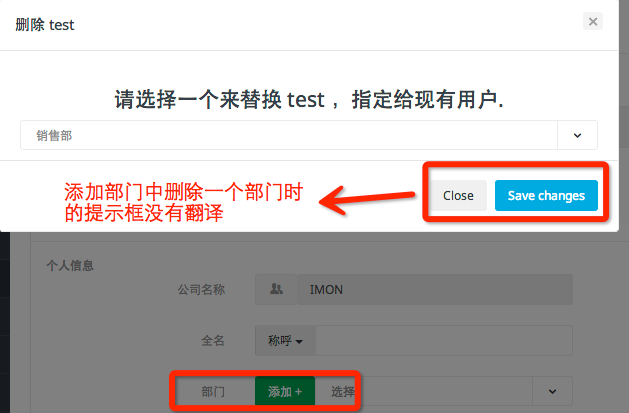 删除 test
请选择一个来替换 test ，指定给现有用户.
销售部
添加部门中删除一个部门时
的提示框没有翻译
Close
Save changes
个人信息
公司名称
IMON
全名
称呼
部门
添加 +
选择